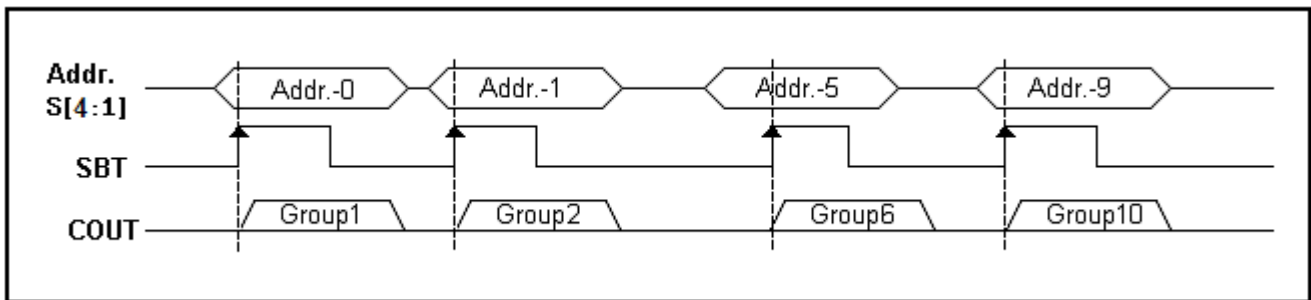 Addr.
S[4:1]
Addr.-0 Addr.-1 Addr.-5 Addr.-9
SBT
COUT
Group1 Group2 Group6 Group10